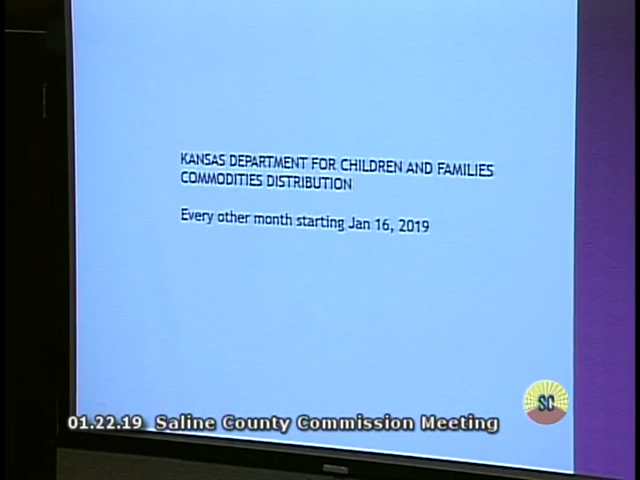 KANSAS DEPARTMENT FOR CHILDREN AND FAMILIES
COMMODITIES DISTRIBUTION
Every other month starting Jan 16, 2019
SC
01.22.19 Saline County Commission Meeting